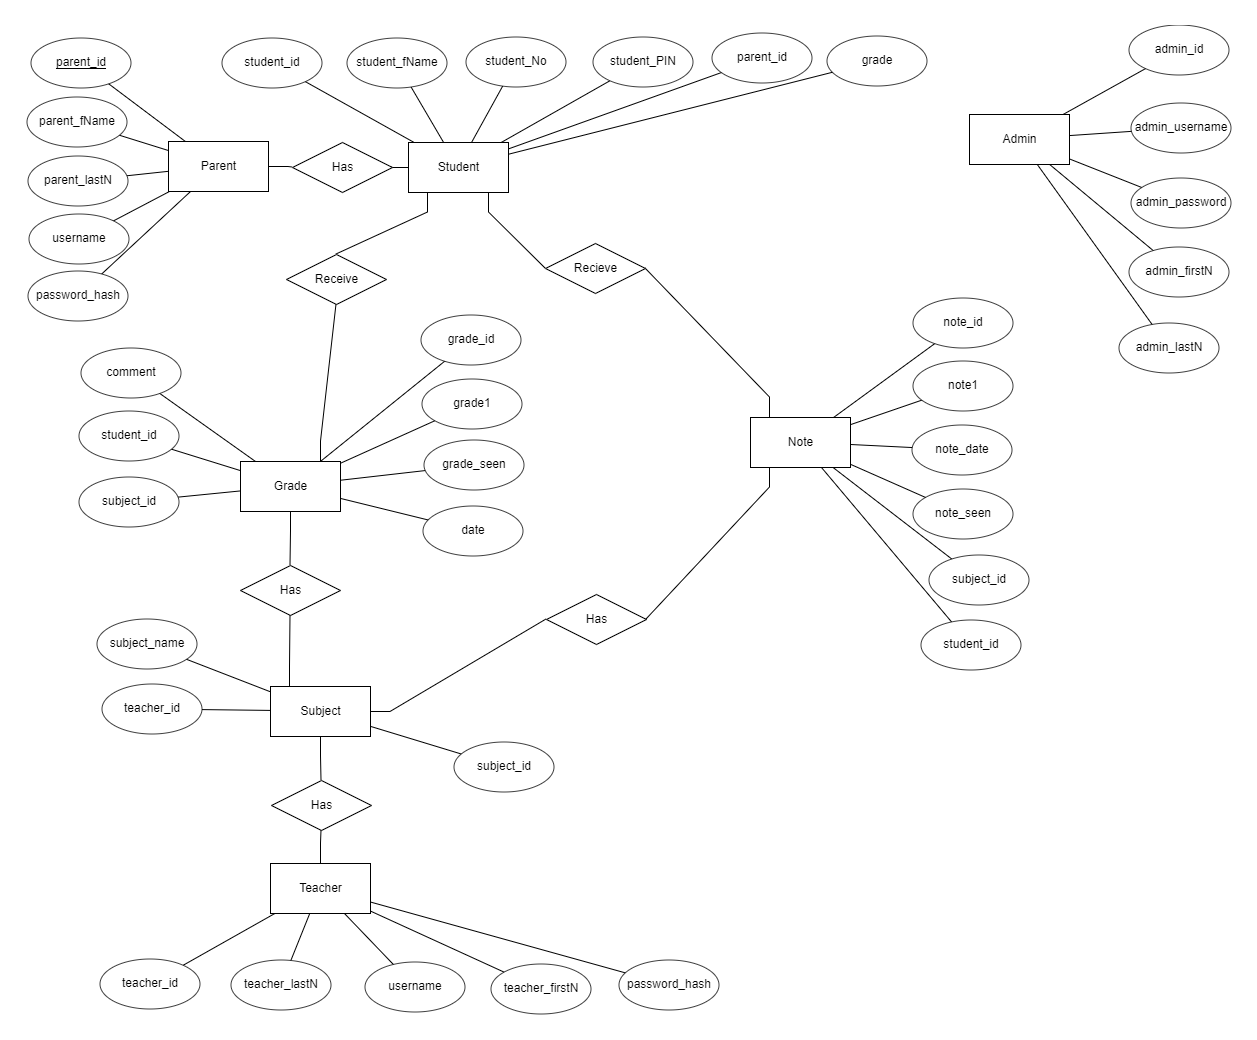 parent_id
student_id
student_fName
student_No
student_PIN
parent_id
grade
admin_id
parent_fName
admin_username
Admin
Parent
Has
Student
parent_lastN
admin_password
username
Receive
Recieve
admin_firstN
password_hash
note_id
grade_id
admin_lastN
comment
note1
grade1
student_id
Note
note_date
grade_seen
Grade
subject_id
note_seen
date
Has
subject_id
Has
subject_name
student_id
teacher_id
Subject
subject_id
Has
Teacher
teacher_id
teacher_lastN
username
teacher_firstN
password_hash